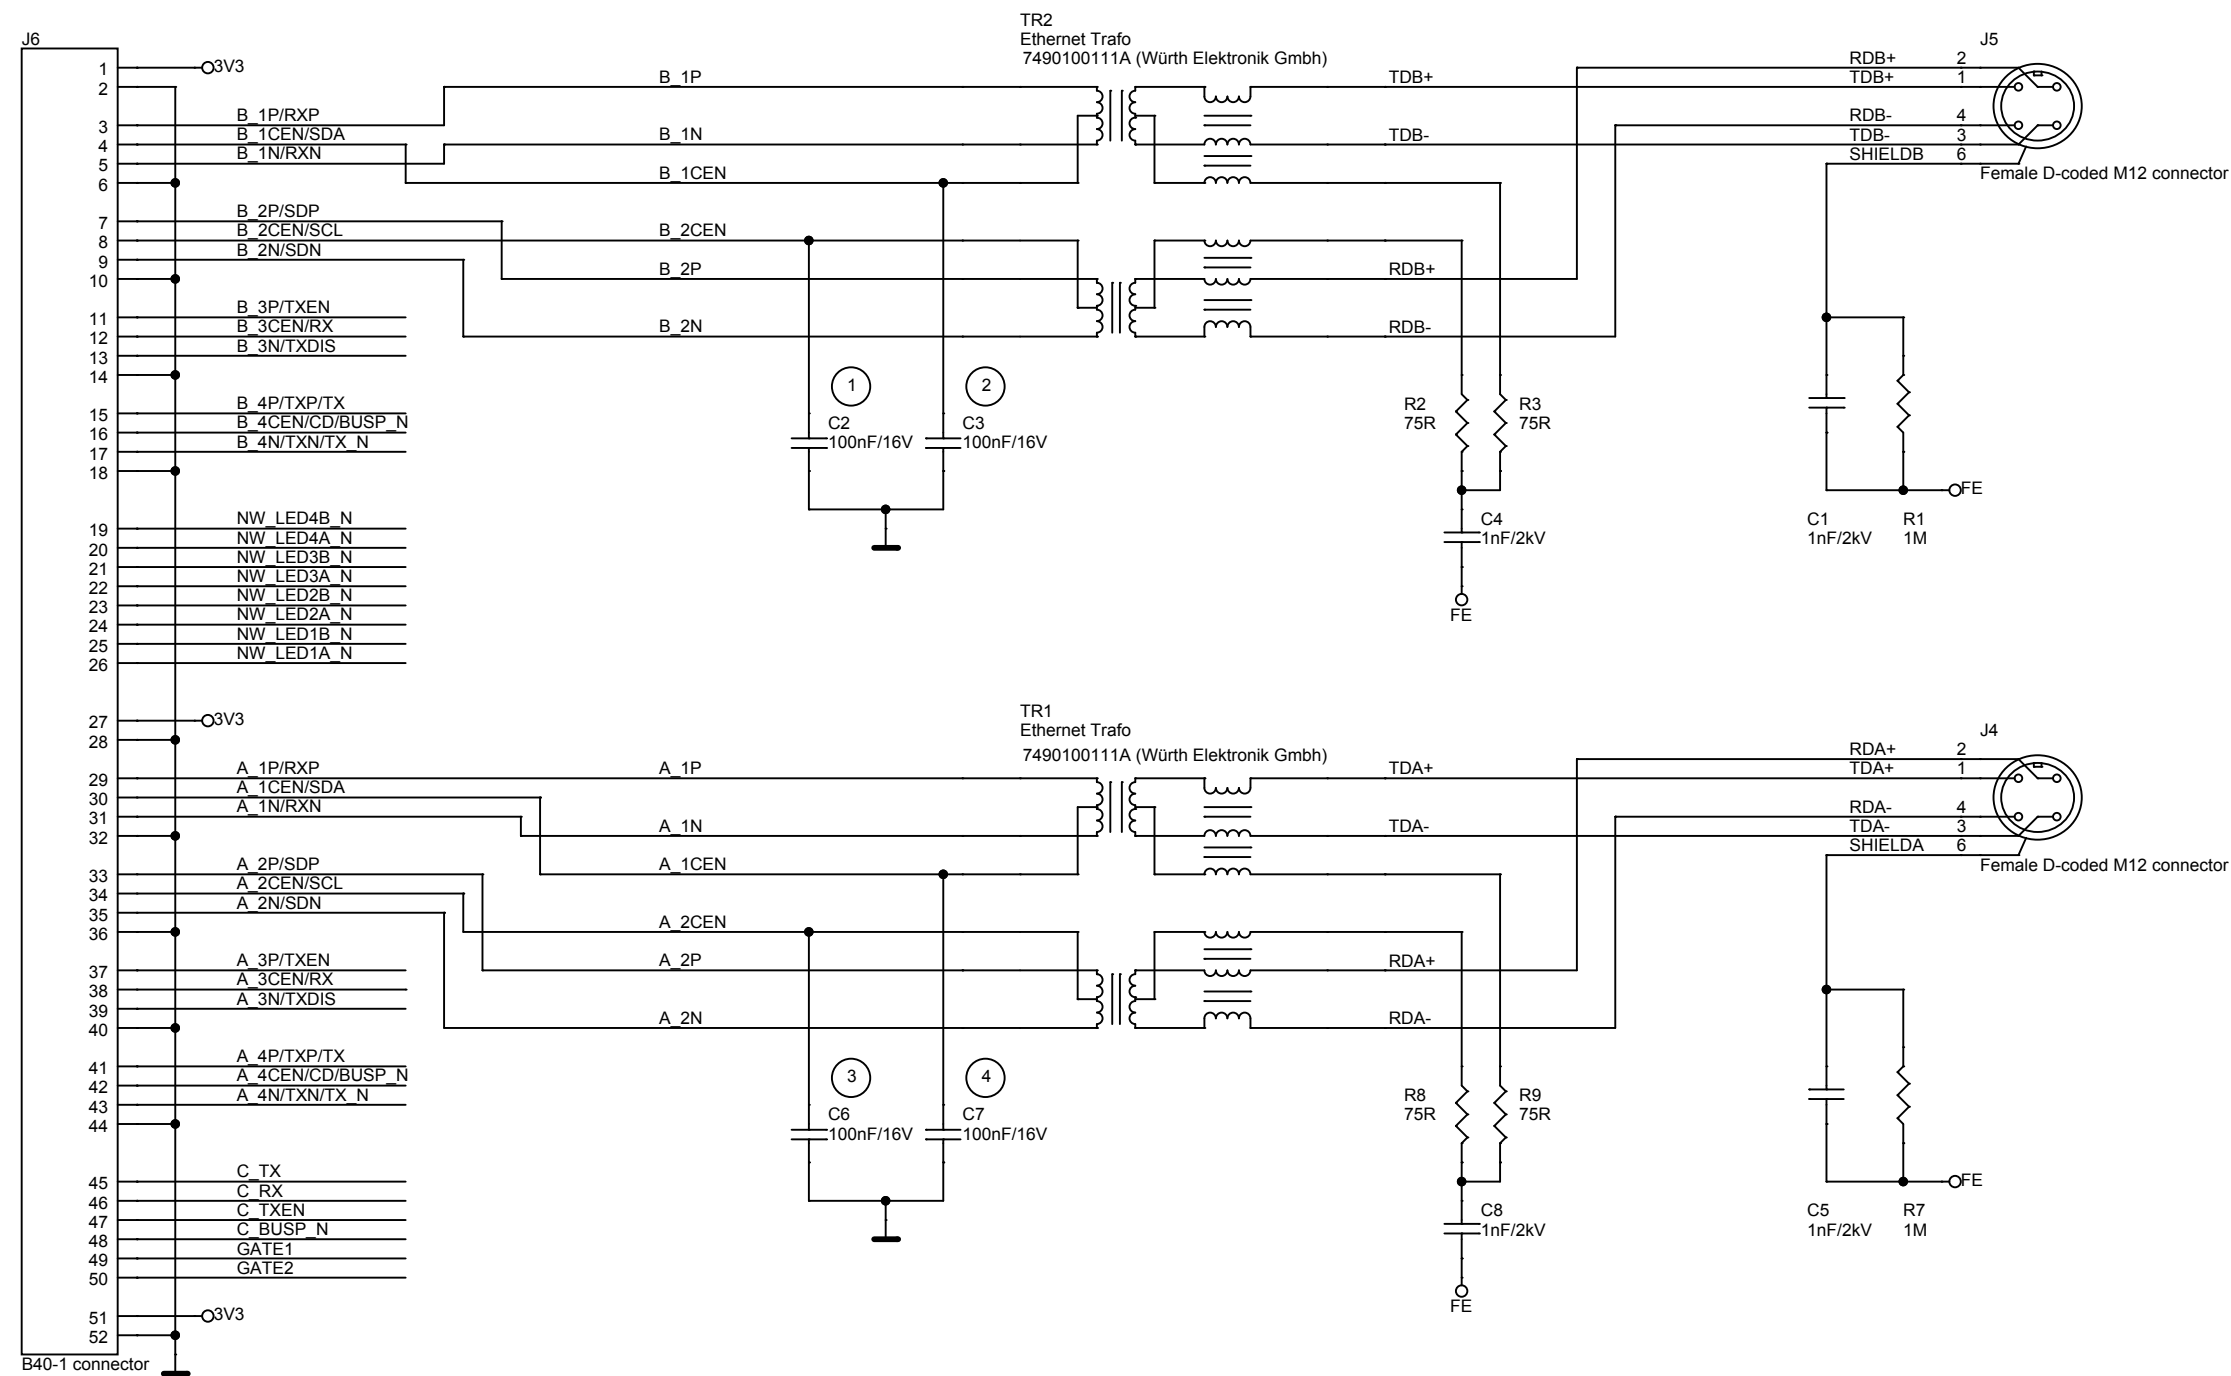 TR2
Ethernet Trafo
7490100111A (Würth Elektronik Gmbh)
J6
J5
1
3V3
2
3
B_1P/RXP
4
B_1CEN/SDA
5
B_1N/RXN
6
7
B_2P/SDP
8
B_2CEN/SCL
9
B_2N/SDN
10
11
B_3P/TXEN
12
B_3CEN/RX
13
B_3N/TXDIS
14
15
B_4P/TXP/TX
16
B_4CEN/CD/BUSP_N
17
B_4N/TXN/TX_N
18
19
NW_LED4B_N
20
NW_LED4A_N
21
NW_LED3B_N
22
NW_LED3A_N
23
NW_LED2B_N
24
NW_LED2A_N
25
NW_LED1B_N
26
NW_LED1A_N
B_1P
B_1N
B_1CEN
B_2CEN
B_2P
B_2N
TDB+
TDB-
RDB+
RDB-
RDB+ 2
TDB+ 1
RDB- 4
TDB- 3
SHIELDB 6
Female D-coded M12 connector
1
C2
100nF/16V
2
C3
100nF/16V
R2
75R
R3
75R
C4
1nF/2kV
FE
FE
C1
1nF/2kV
R1
1M
27
3V3
28
29
A_1P/RXP
30
A_1CEN/SDA
31
A_1N/RXN
32
33
A_2P/SDP
34
A_2CEN/SCL
35
A_2N/SDN
36
37
A_3P/TXEN
38
A_3CEN/RX
39
A_3N/TXDIS
40
41
A_4P/TXP/TX
42
A_4CEN/CD/BUSP_N
43
A_4N/TXN/TX_N
44
45
C_TX
46
C_RX
47
C_TXEN
48
C_BUSP_N
49
GATE1
50
GATE2
51
3V3
52
B40-1 connector
TR1
Ethernet Trafo
7490100111A (Würth Elektronik Gmbh)
J4
A_1P
A_1N
A_1CEN
A_2CEN
A_2P
A_2N
TDA+
TDA-
RDA+
RDA-
RDA+ 2
TDA+ 1
RDA- 4
TDA- 3
SHIELDA 6
Female D-coded M12 connector
3
C6
100nF/16V
4
C7
100nF/16V
R8
75R
R9
75R
C8
1nF/2kV
FE
FE
C5
1nF/2kV
R7
1M